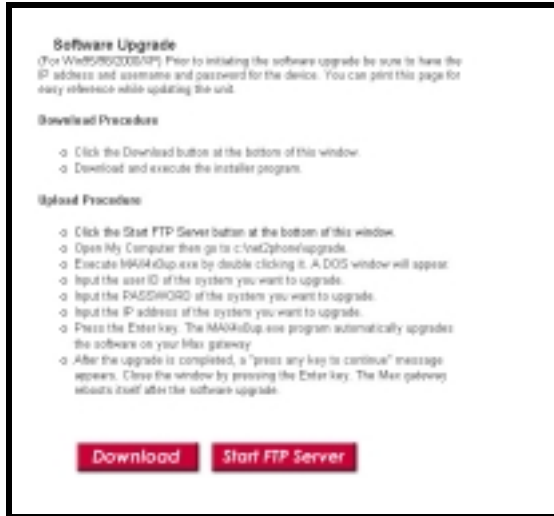 Software Upgrade
(For Win95/98/2000/XP) Prior to initiating the software upgrade be sure to have the
IP address and username and password for the device. You can print this page for
easy reference while updating the unit.
Download Procedure
o Click the Download button at the bottom of this window.
o Download and execute the installer program.
Upload Procedure
o Click the Start FTP Server button at the bottom of this window.
o Open My Computer then go to c:\net2phone\upgrade.
o Execute MAX4x0up.exe by double clicking it. A DOS window will appear.
o Input the user ID of the system you want to upgrade.
o Input the PASSWORD of the system you want to upgrade.
o Input the IP address of the system you want to upgrade.
o Press the Enter key. The MAX4x0up.exe program automatically upgrades
the software on your Max gateway
o After the upgrade is completed, a "press any key to continue" message
appears. Close the window by pressing the Enter key. The Max gateway
reboots itself after the software upgrade.
Download
Start FTP Server